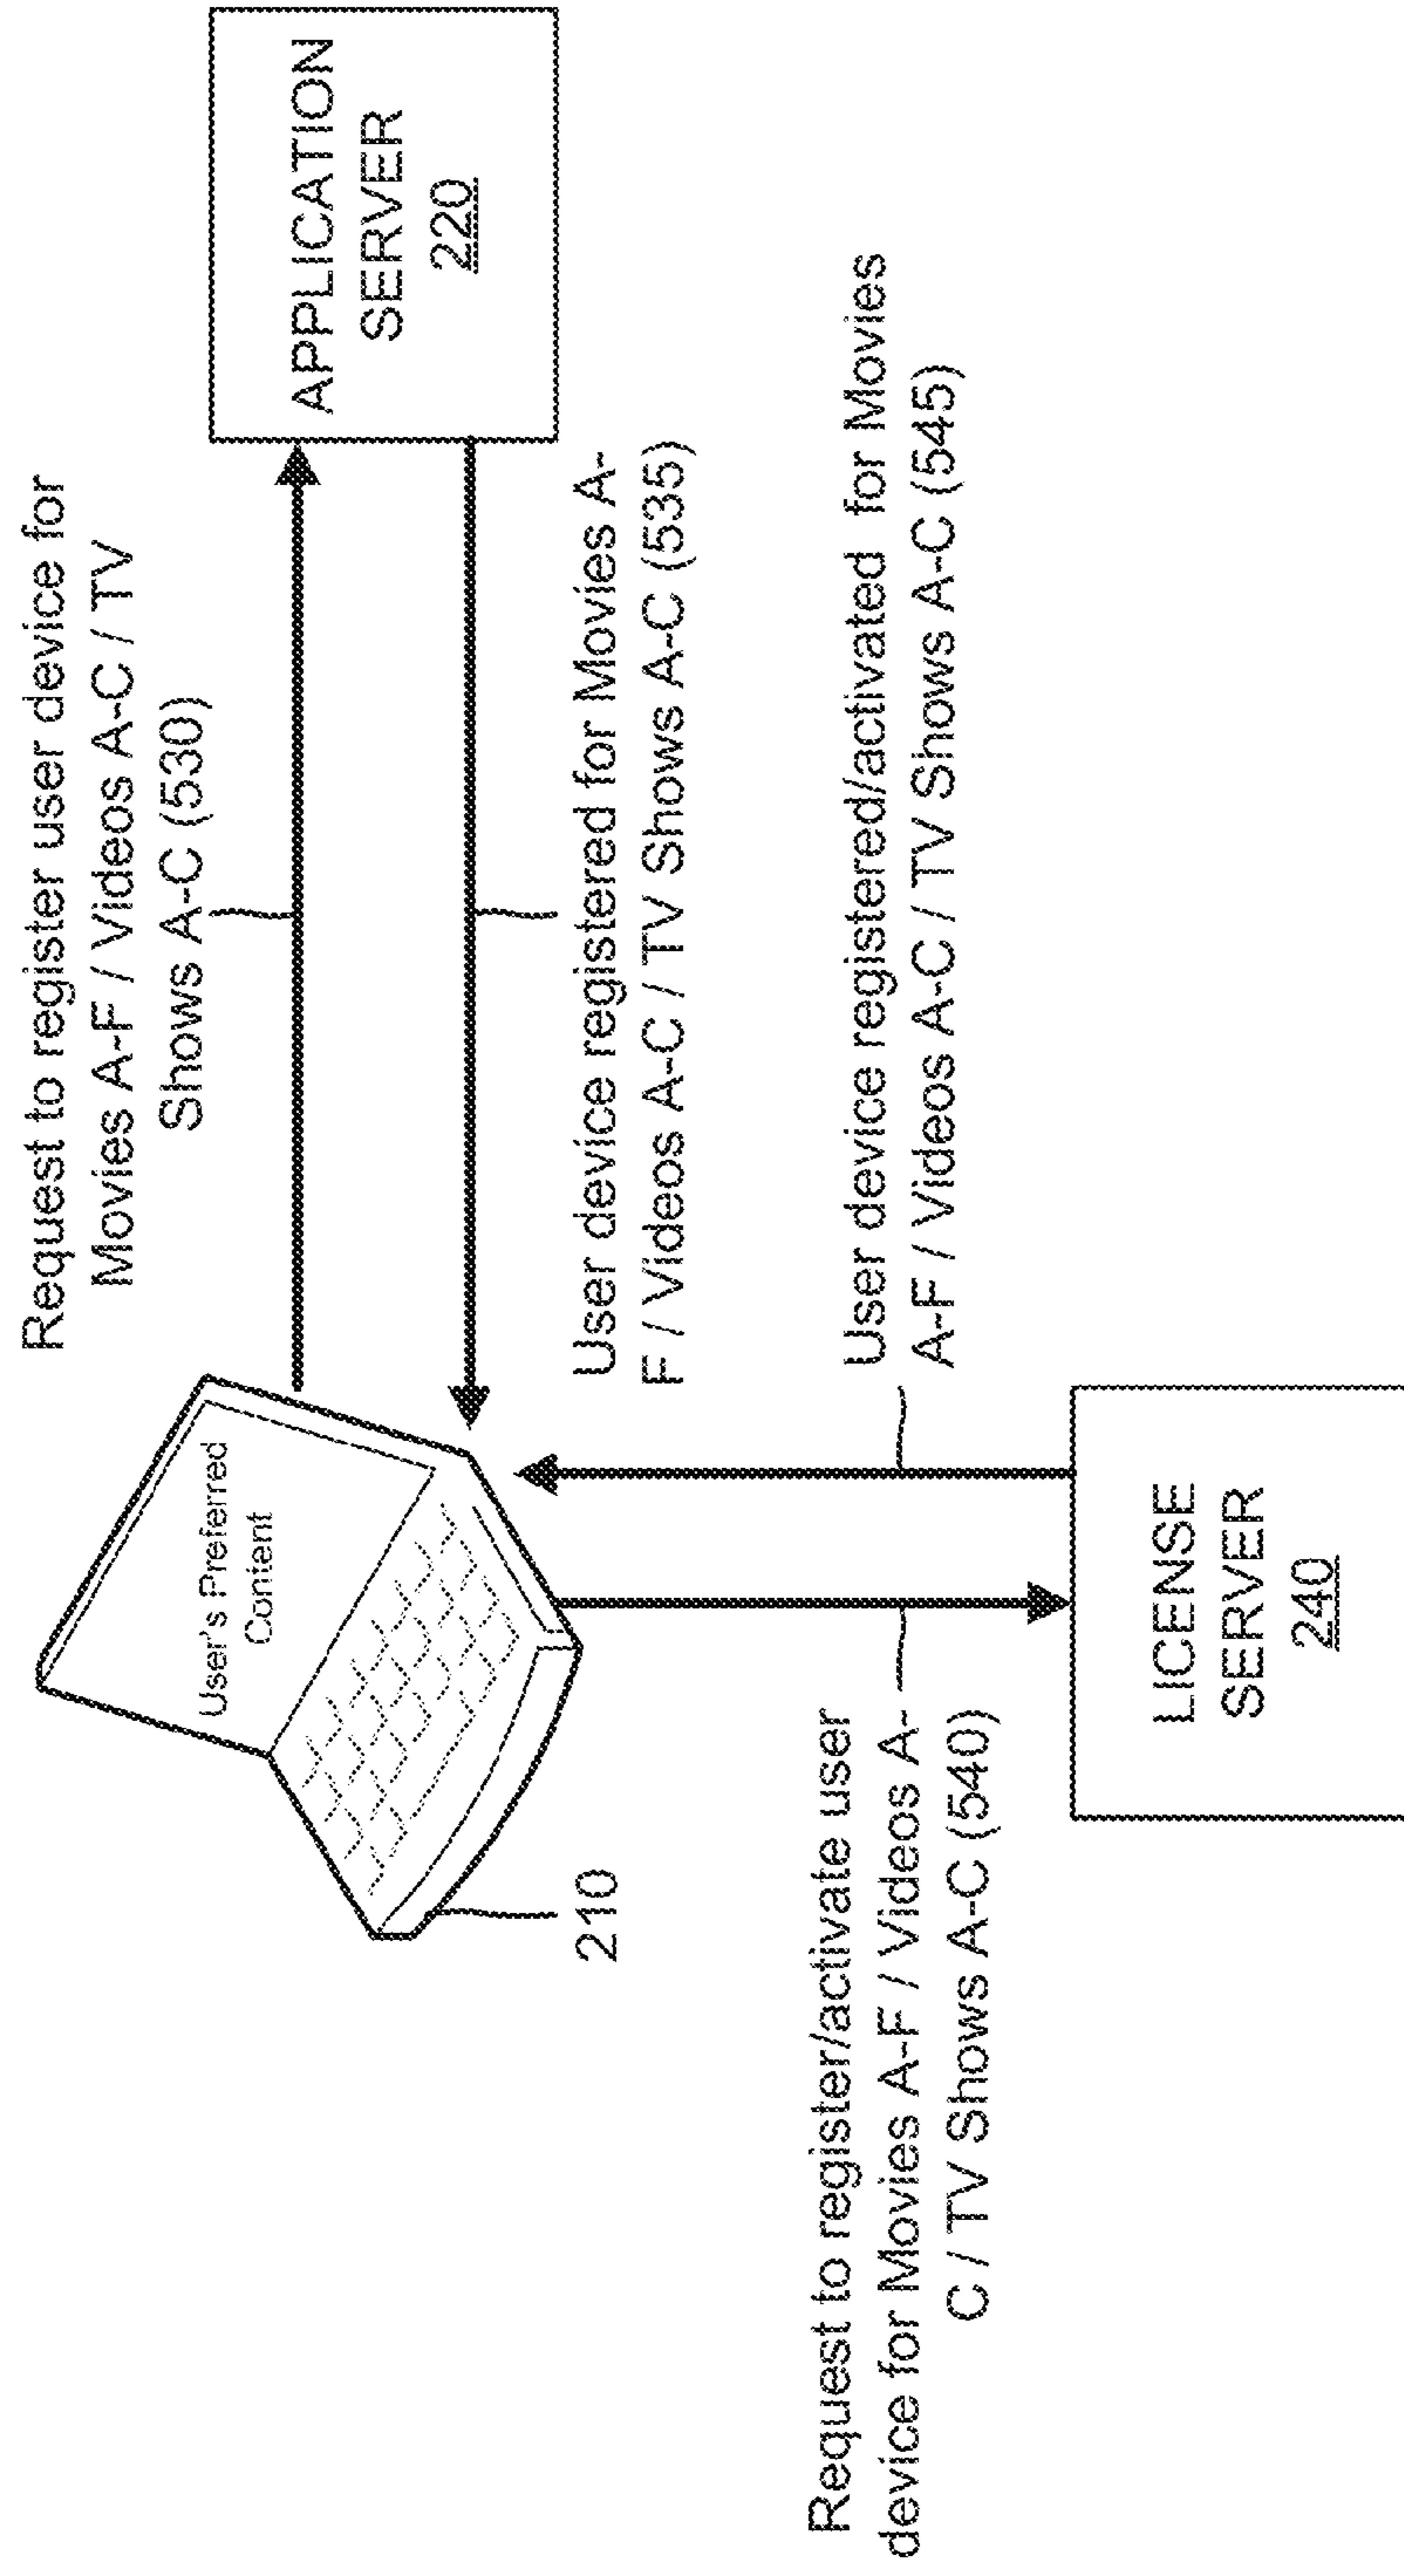 Request to register user device for
Movies A-F / Videos A-C / TV
Shows A-C (530)
APPLICATION
SERVER
220
User's Preferred
Content
User device registered for Movies A-
F / Videos A-C / TV Shows A-C (535)
210
User device registered/activated for Movies
A-F / Videos A-C / TV Shows A-C (545)
Request to register/activate user
device for Movies A-F / Videos A-
C / TV Shows A-C (540)
LICENSE
SERVER
240